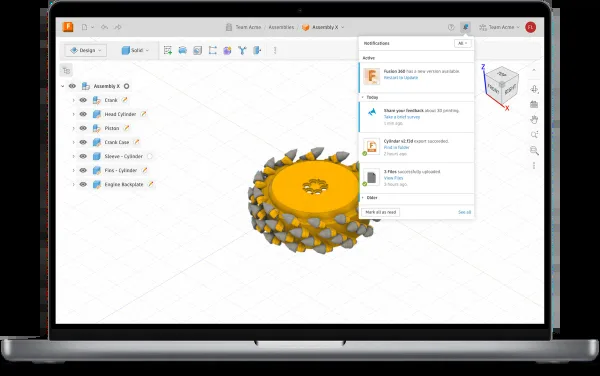 F
Team Acme / Assemblies / Assembly X
Team Acme
FL
Design
Solid
Notifications
All
Active
Fusion 360 has a new version available.
Restart to update
Today
Share your feedback about 3D printing.
Take a brief survey
1 min ago
Cylinder v2.f3d export succeeded.
Find in folder
2 hours ago
3 Files successfully uploaded
View Files
3 hours ago
Older
Mark all as read
See all
Assembly X
Crank
Head Cylinder
Piston
Crank Case
Sleeve - Cylinder
Fins - Cylinder
Engine Backplate
Z
TOP
FRONT
RIGHT
X